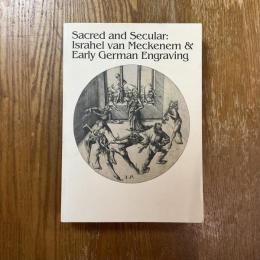 Sacred and Secular:
Israhel van Meckenem &
Early German Engraving